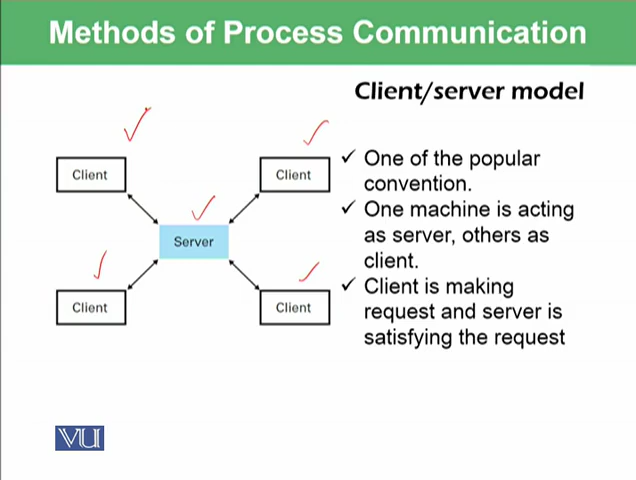 Methods of Process Communication
Client/server model
Client
Client
Server
Client
Client
✓ One of the popular
convention.
✓ One machine is acting
as server, others as
client.
✓ Client is making
request and server is
satisfying the request
VU